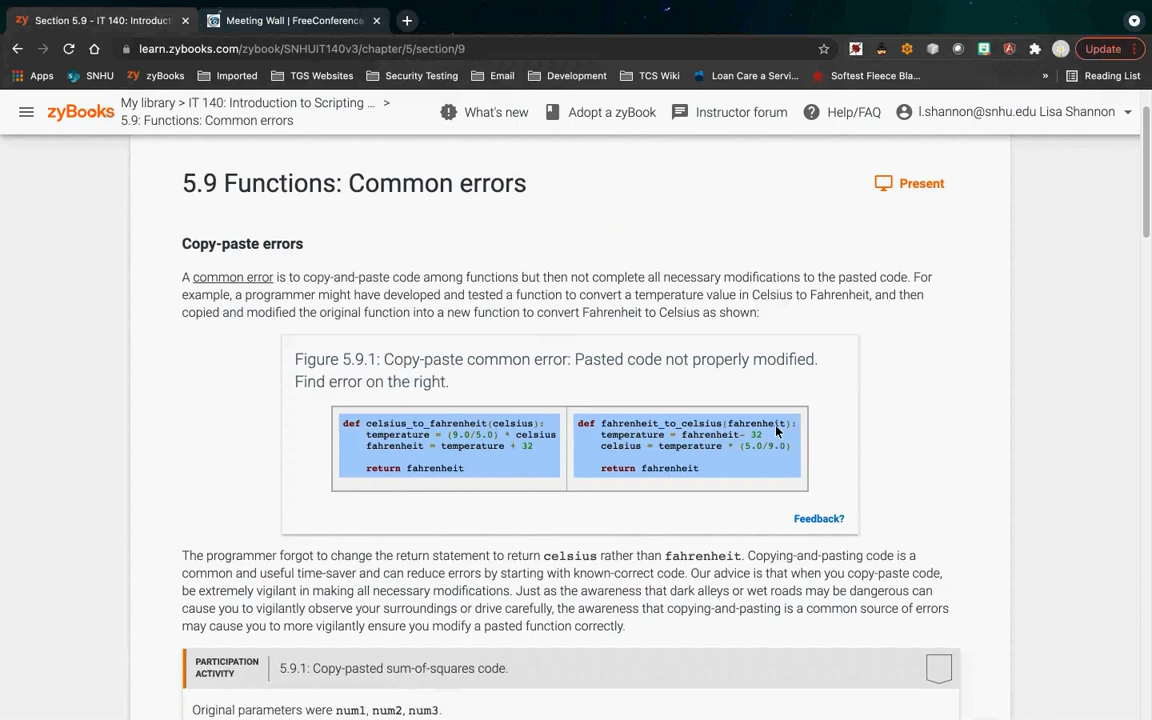 Section 5.9 - IT 140: Introduct
Meeting Wall | FreeConference
learn.zybooks.com/zybook/SNHUIT140v3/chapter/5/section/9
Update
Apps
SNHU
zyBooks
Imported
TGS Websites
Security Testing
Email
Development
TCS Wiki
Loan Care a Servi...
Softest Fleece Bla...
»
Reading List
zyBooks
My library > IT 140: Introduction to Scripting ... >
5.9: Functions: Common errors
What's new
Adopt a zyBook
Instructor forum
Help/FAQ
l.shannon@snhu.edu Lisa Shannon
5.9 Functions: Common errors
Present
Copy-paste errors
A common error is to copy-and-paste code among functions but then not complete all necessary modifications to the pasted code. For
example, a programmer might have developed and tested a function to convert a temperature value in Celsius to Fahrenheit, and then
copied and modified the original function into a new function to convert Fahrenheit to Celsius as shown:
Figure 5.9.1: Copy-paste common error: Pasted code not properly modified.
Find error on the right.
def celsius_to_fahrenheit(celsius):
temperature = (9.0/5.0) * celsius
fahrenheit = temperature + 32
return fahrenheit
def fahrenheit_to_celsius(fahrenheit):
temperature = fahrenheit- 32
celsius = temperature * (5.0/9.0)
return fahrenheit
Feedback?
The programmer forgot to change the return statement to return celsius rather than fahrenheit. Copying-and-pasting code is a
common and useful time-saver and can reduce errors by starting with known-correct code. Our advice is that when you copy-paste code,
be extremely vigilant in making all necessary modifications. Just as the awareness that dark alleys or wet roads may be dangerous can
cause you to vigilantly observe your surroundings or drive carefully, the awareness that copying-and-pasting is a common source of errors
may cause you to more vigilantly ensure you modify a pasted function correctly.
PARTICIPATION
ACTIVITY
5.9.1: Copy-pasted sum-of-squares code.
Original parameters were num1, num2, num3.